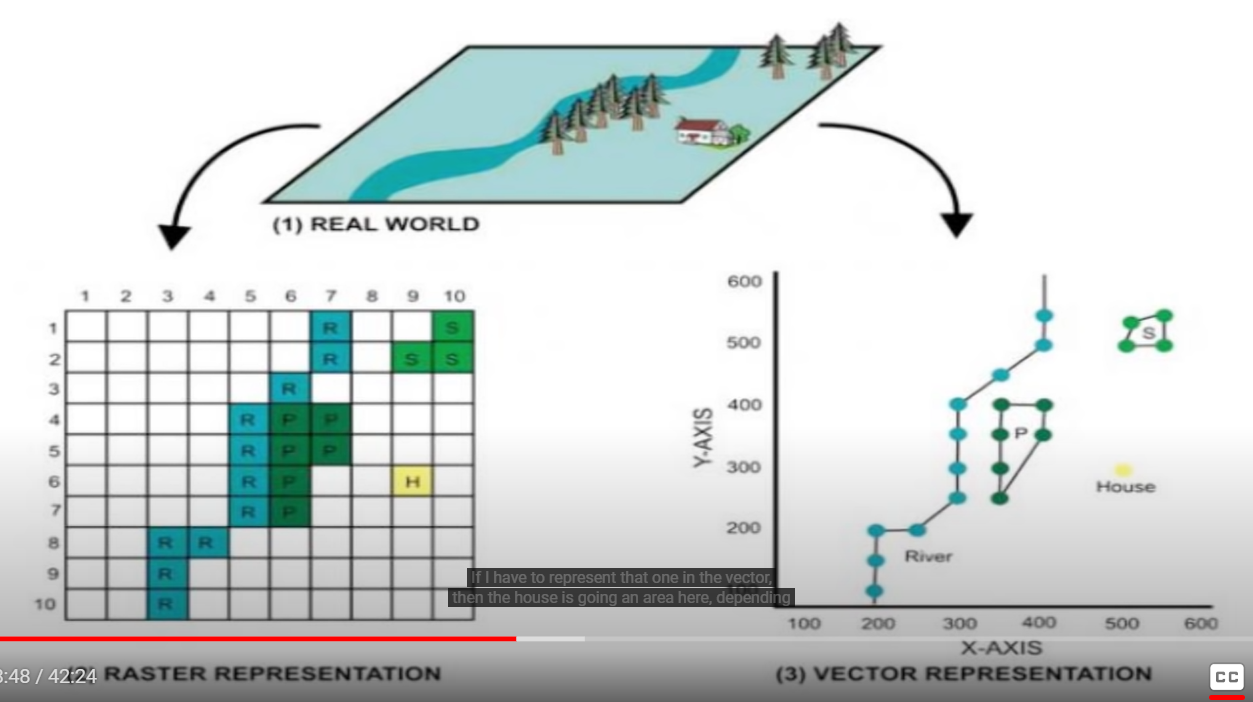 (1) REAL WORLD
1 2 3 4 5 6 7 8 9 10
1 R S
2 R S S
3 R
4 R P P
5 R P P
6 R P H
7 R P
8 R R
9 R
10 R
RASTER REPRESENTATION
600
500
400
300
200
Y-AXIS
S
P
House
River
100 200 300 400 500 600
X-AXIS
(3) VECTOR REPRESENTATION
If I have to represent that one in the vector,
then the house is going an area here, depending
:48 / 42:24
CC